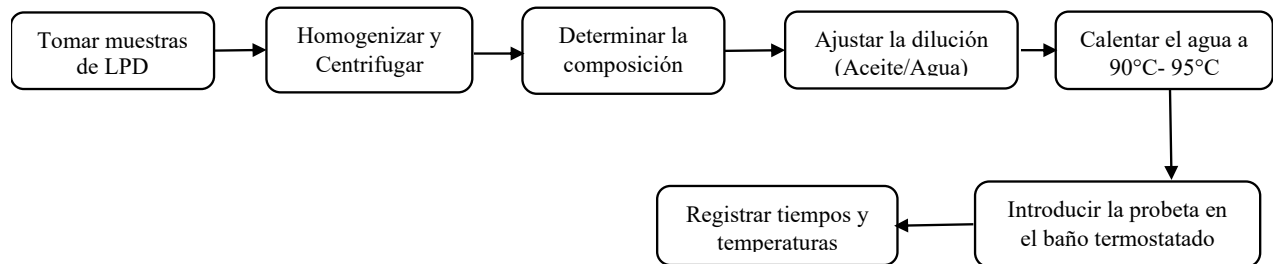 Tomar muestras
de LPD
Homogenizar y
Centrifugar
Determinar la
composición
Ajustar la dilución
(Aceite/Agua)
Calentar el agua a
90°C- 95°C
Introducir la probeta en
el baño termostatado
Registrar tiempos y
temperaturas